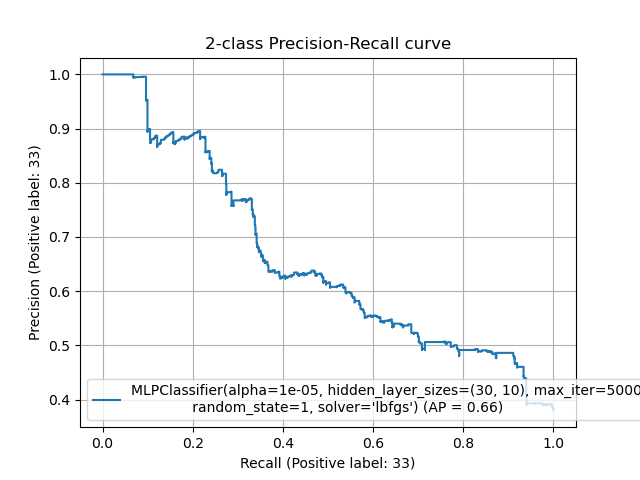 2-class Precision-Recall curve
1.0
0.9
0.8
0.7
0.6
0.5
0.4
Precision (Positive label: 33)
MLPClassifier(alpha=1e-05, hidden_layer_sizes=(30, 10), max_iter=5000
random_state=1, solver='lbfgs') (AP = 0.66)
0.0 0.2 0.4 0.6 0.8 1.0
Recall (Positive label: 33)